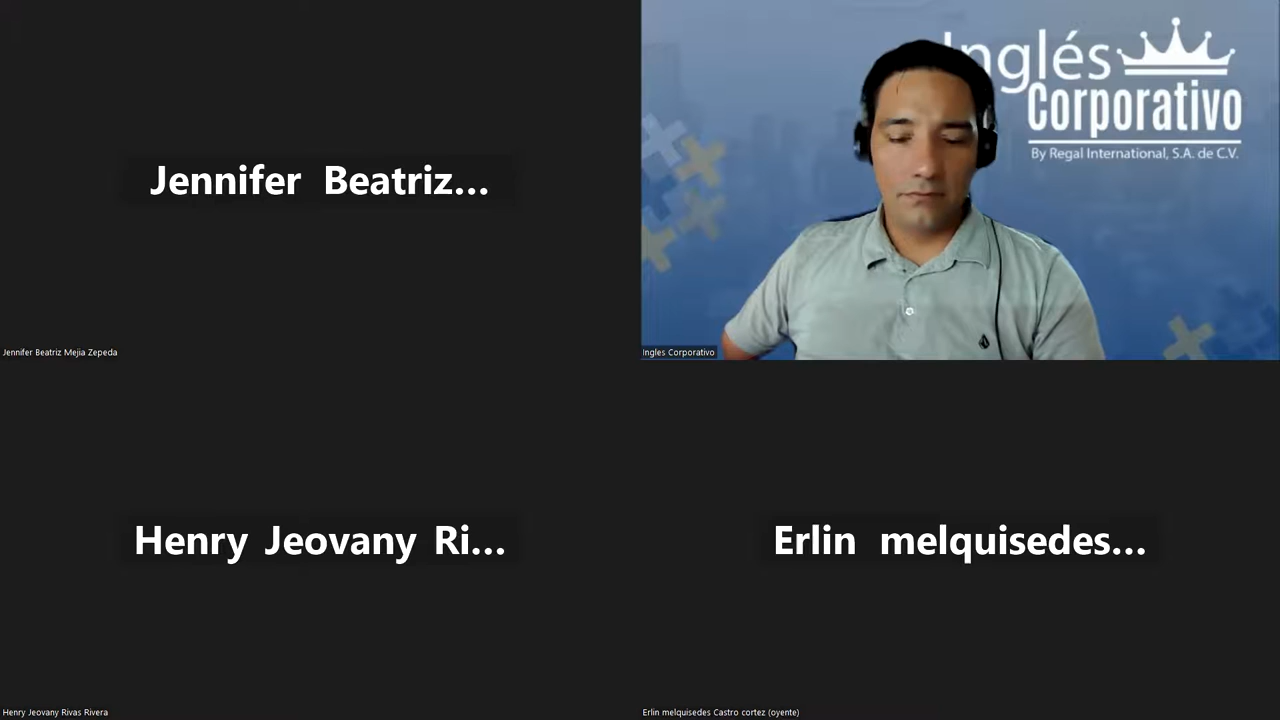 Jennifer Beatriz...
Jennifer Beatriz Mejia Zepeda
Inglés
Corporativo
By Regal International, S.A. de C.V.
Ingles Corporativo
Henry Jeovany Ri...
Henry Jeovany Rivas Rivera
Erlin melquisedes...
Erlin melquisedes Castro cortez (oyente)